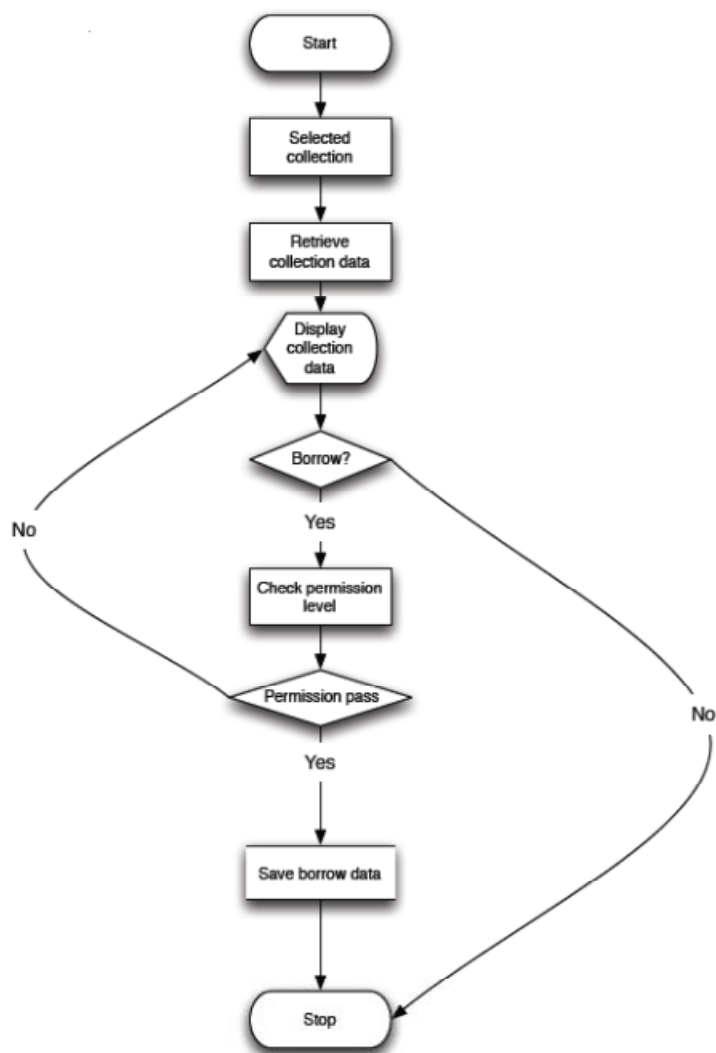 Start
Selected
collection
Retrieve
collection data
Display
collection
data
Borrow?
No
Yes
Check permission
level
Permission pass
No
Yes
Save borrow data
Stop